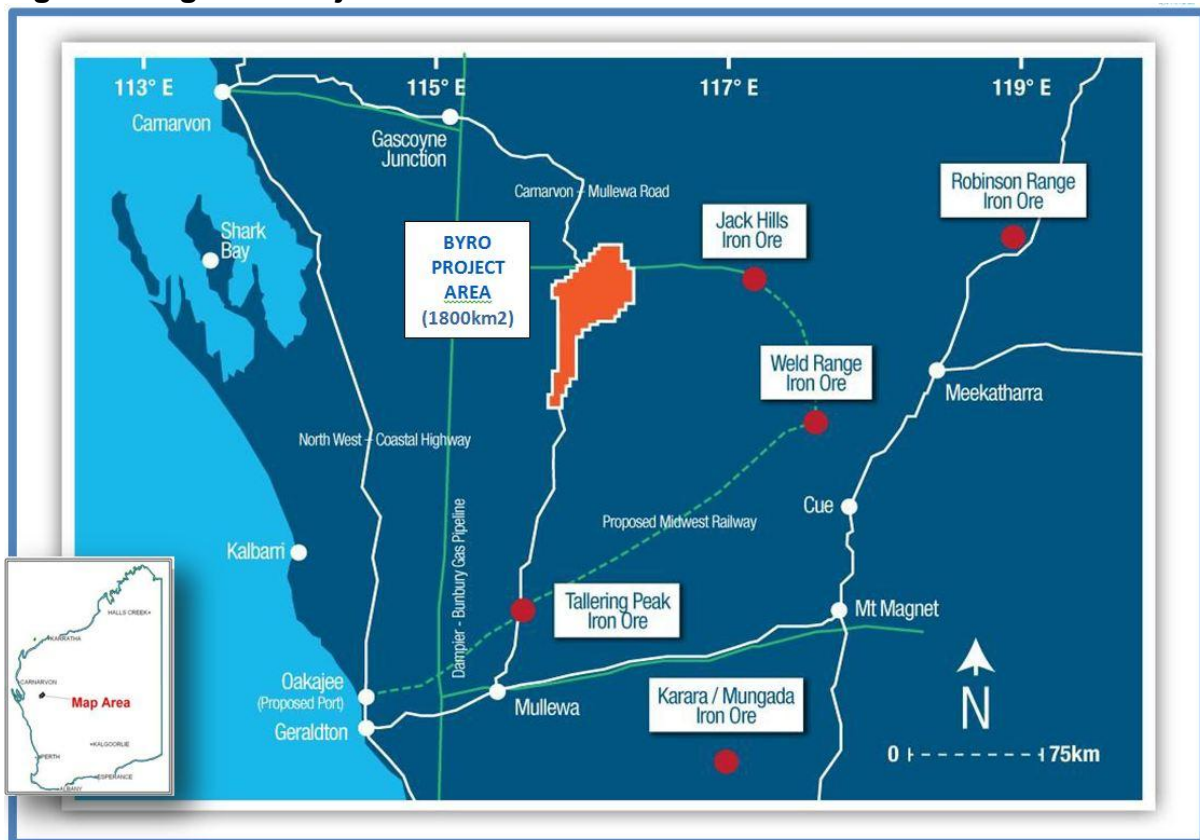 113° E
115° E
117° E
119° E
Carnarvon
Gascoyne
Junction
Carnarvon – Mullewa Road
Robinson Range
Iron Ore
Jack Hills
Iron Ore
Shark
Bay
BYRO
PROJECT
AREA
(1800km2)
Weld Range
Iron Ore
Meekatharra
North West – Coastal Highway
Dampier - Bunbury Gas Pipeline
Proposed Midwest Railway
Cue
Kalbarri
Tallering Peak
Iron Ore
Mt Magnet
Oakajee
(Proposed Port)
Geraldton
Mullewa
Karara / Mungada
Iron Ore
N
0
75km
HALLS CREEK
KARRATHA
CARNARVON
Map Area
KALGOORLIE
PERTH
ESPERANCE
ALBANY